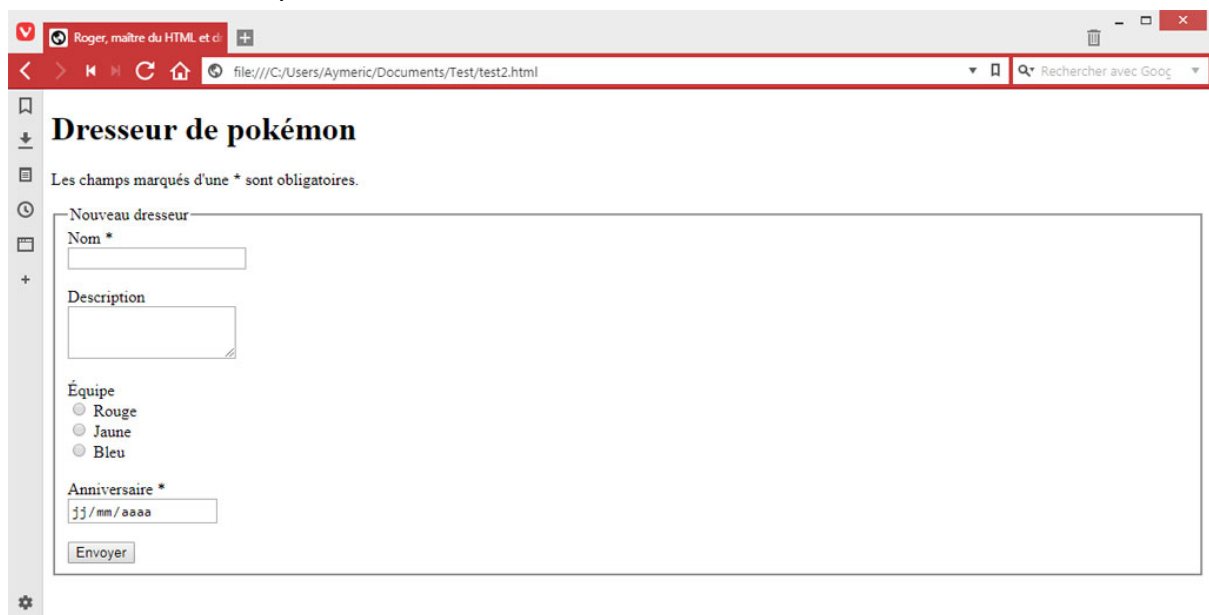 Roger, maître du HTML et d
file:///C:/Users/Aymeric/Documents/Test/test2.html
Rechercher avec Goog
Dresseur de pokémon
Les champs marqués d'une * sont obligatoires.
Nouveau dresseur
Nom *
Description
Équipe
Rouge
Jaune
Bleu
Anniversaire *
jj/mm/aaaa
Envoyer